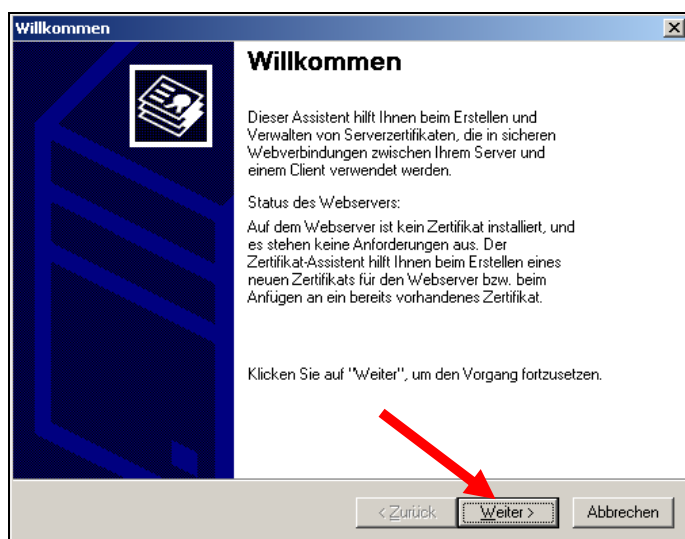 Willkommen
Willkommen
Dieser Assistent hilft Ihnen beim Erstellen und
Verwalten von Serverzertifikaten, die in sicheren
Webverbindungen zwischen Ihrem Server und
einem Client verwendet werden.
Status des Webservers:
Auf dem Webserver ist kein Zertifikat installiert, und
es stehen keine Anforderungen aus. Der
Zertifikat-Assistent hilft Ihnen beim Erstellen eines
neuen Zertifikats für den Webserver bzw. beim
Anfügen an ein bereits vorhandenes Zertifikat.
Klicken Sie auf "Weiter", um den Vorgang fortzusetzen.
< Zurück Weiter > Abbrechen